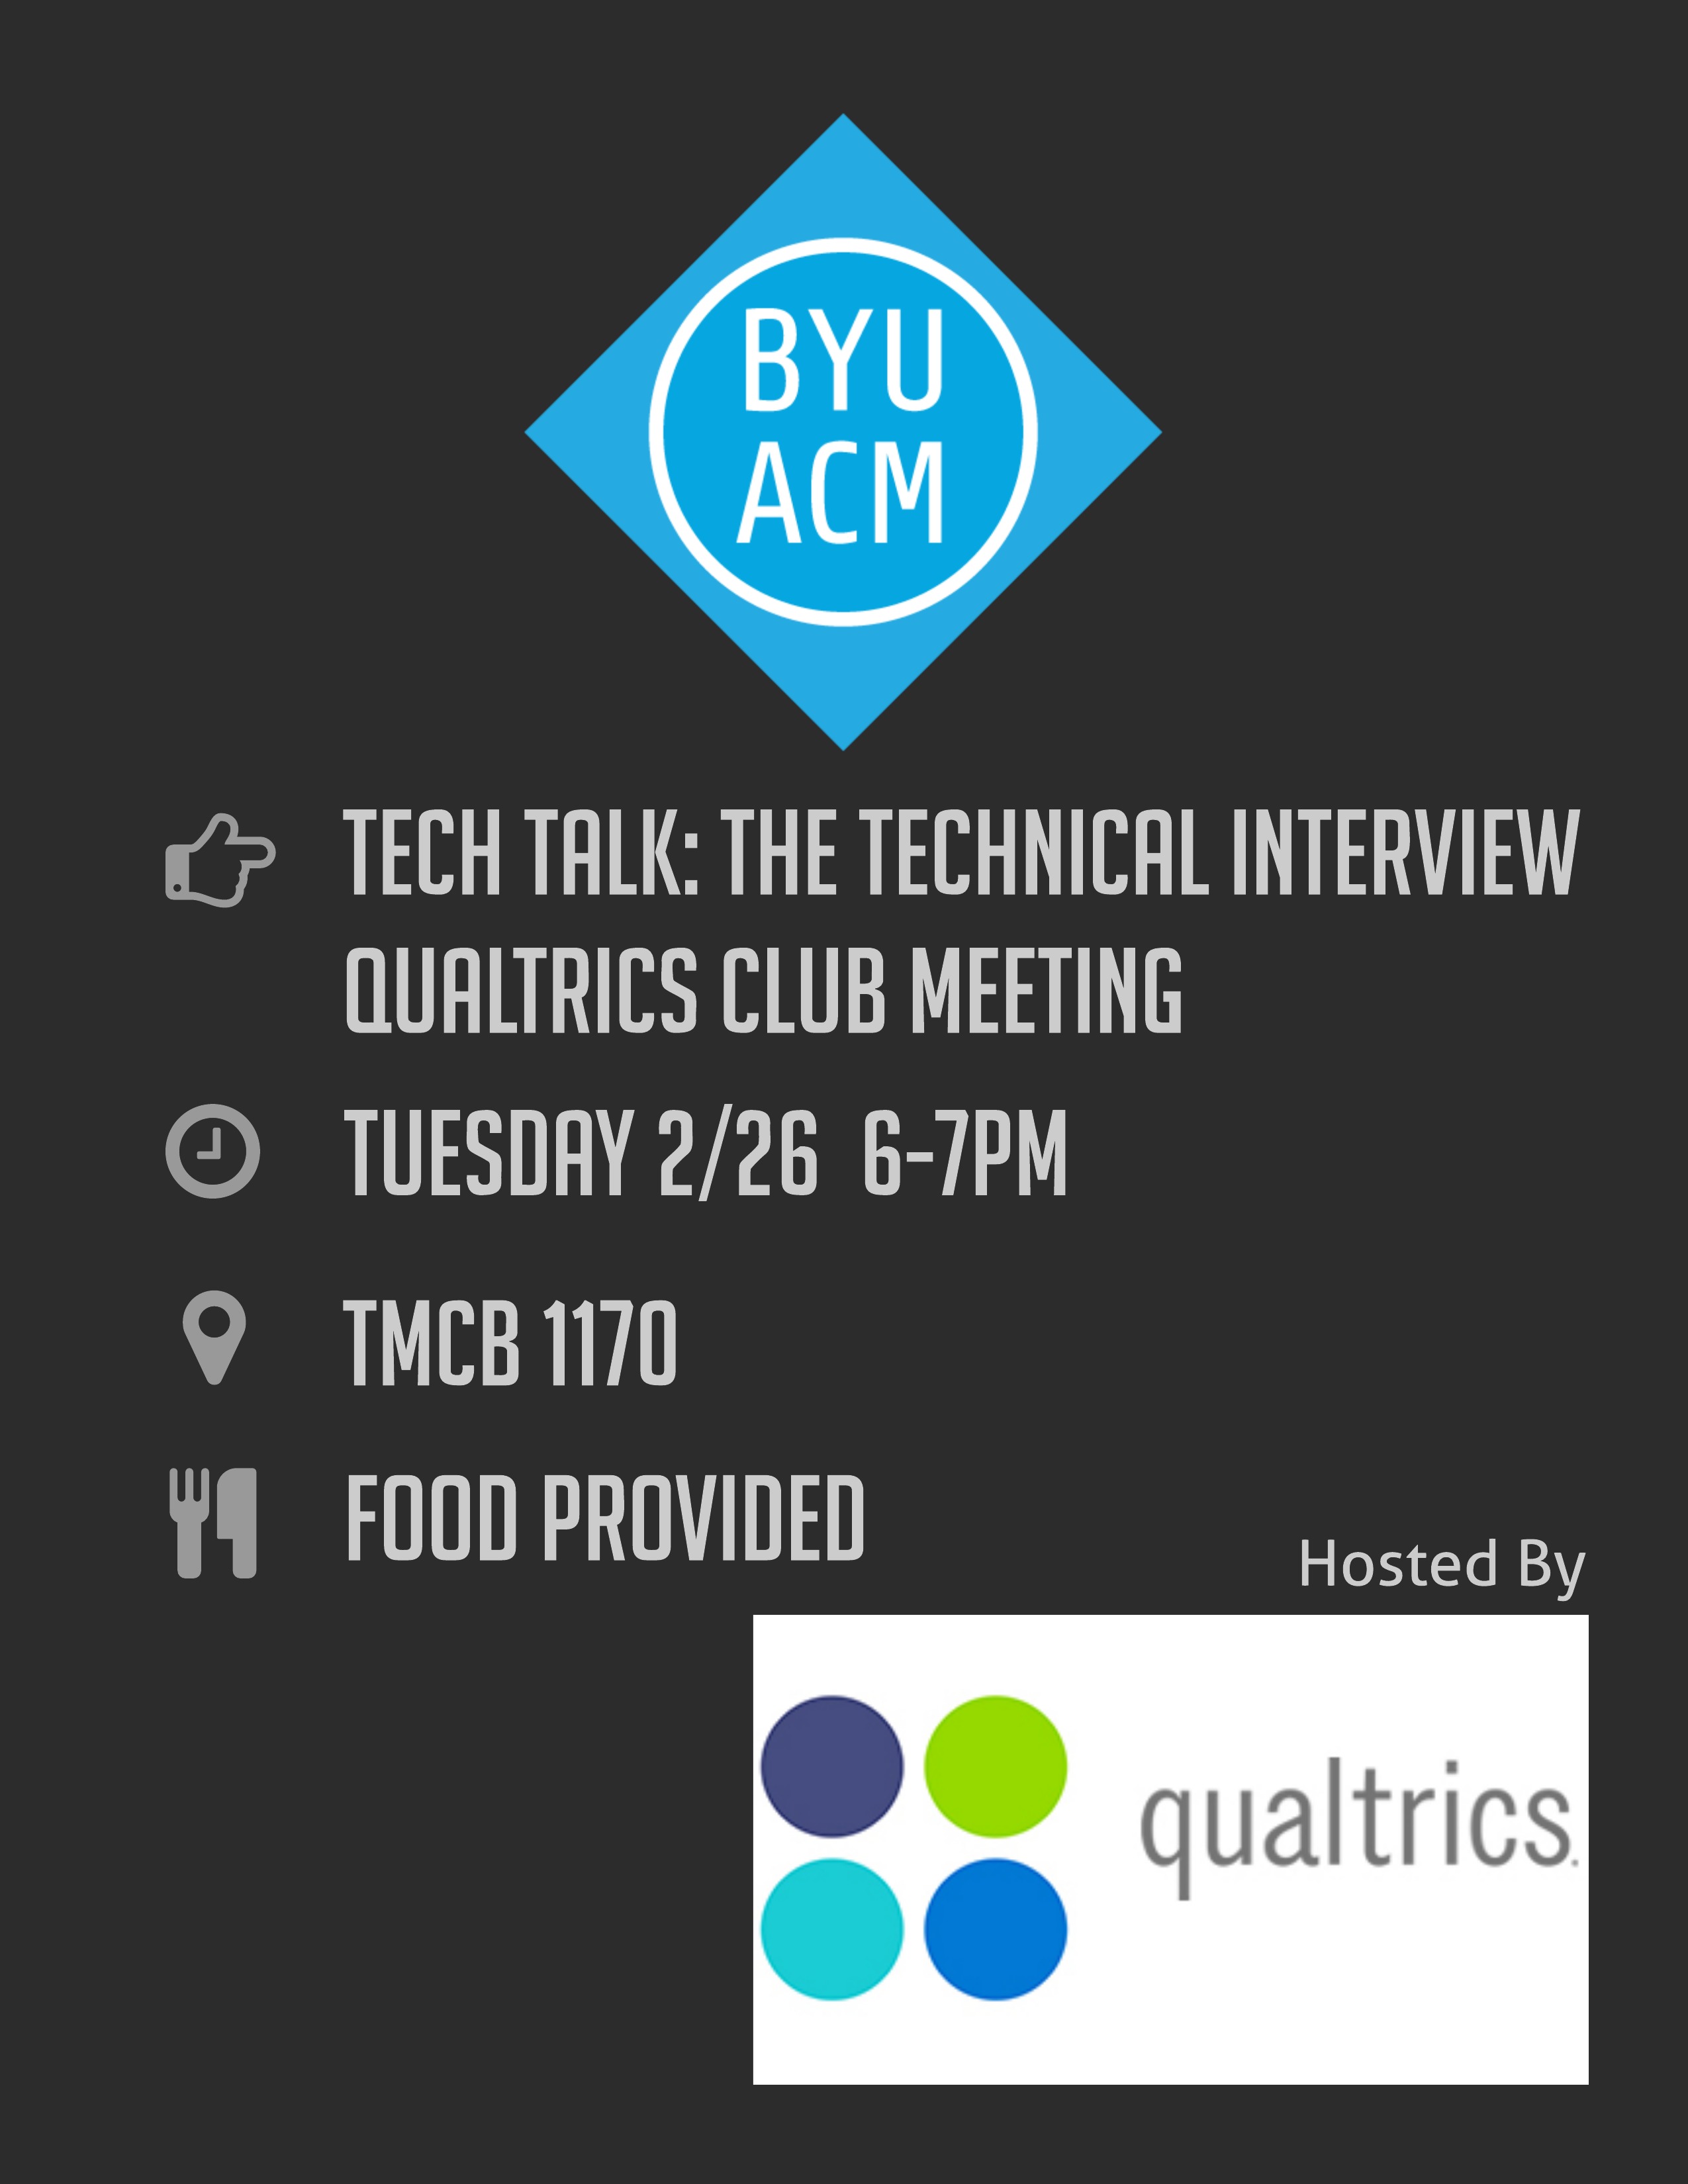 BYU
ACM
TECH TALK: THE TECHNICAL INTERVIEW
QUALTRICS CLUB MEETING
TUESDAY 2/26 6-7PM
TMCB 1170
FOOD PROVIDED
Hosted By
qualtrics.